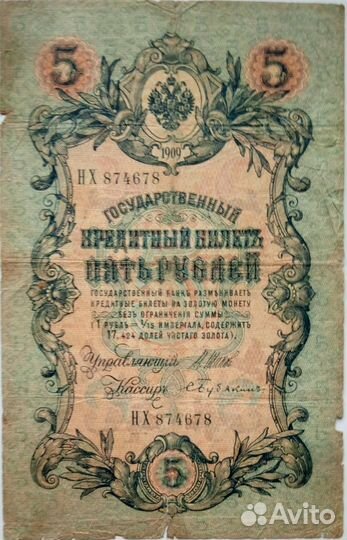 5 5
1909
НХ 874678
ГОСУДАРСТВЕННЫЙ
КРЕДИТНЫЙ БИЛЕТЪ
ПЯТЬ РУБЛЕЙ
ГОСУДАРСТВЕННЫЙ БАНКЪ РАЗМѢНИВАЕТЪ
КРЕДИТНЫЕ БИЛЕТЫ НА ЗОЛОТУЮ МОНЕТУ
БЕЗЪ ОГРАНИЧЕНІЯ СУММЫ
(1 РУБЛЬ = 1/15 ИМПЕРІАЛА, СОДЕРЖИТЪ
17,424 ДОЛЕЙ ЧИСТАГО ЗОЛОТА).
Управляющій
Кассиръ
НХ 874678
5
Avito